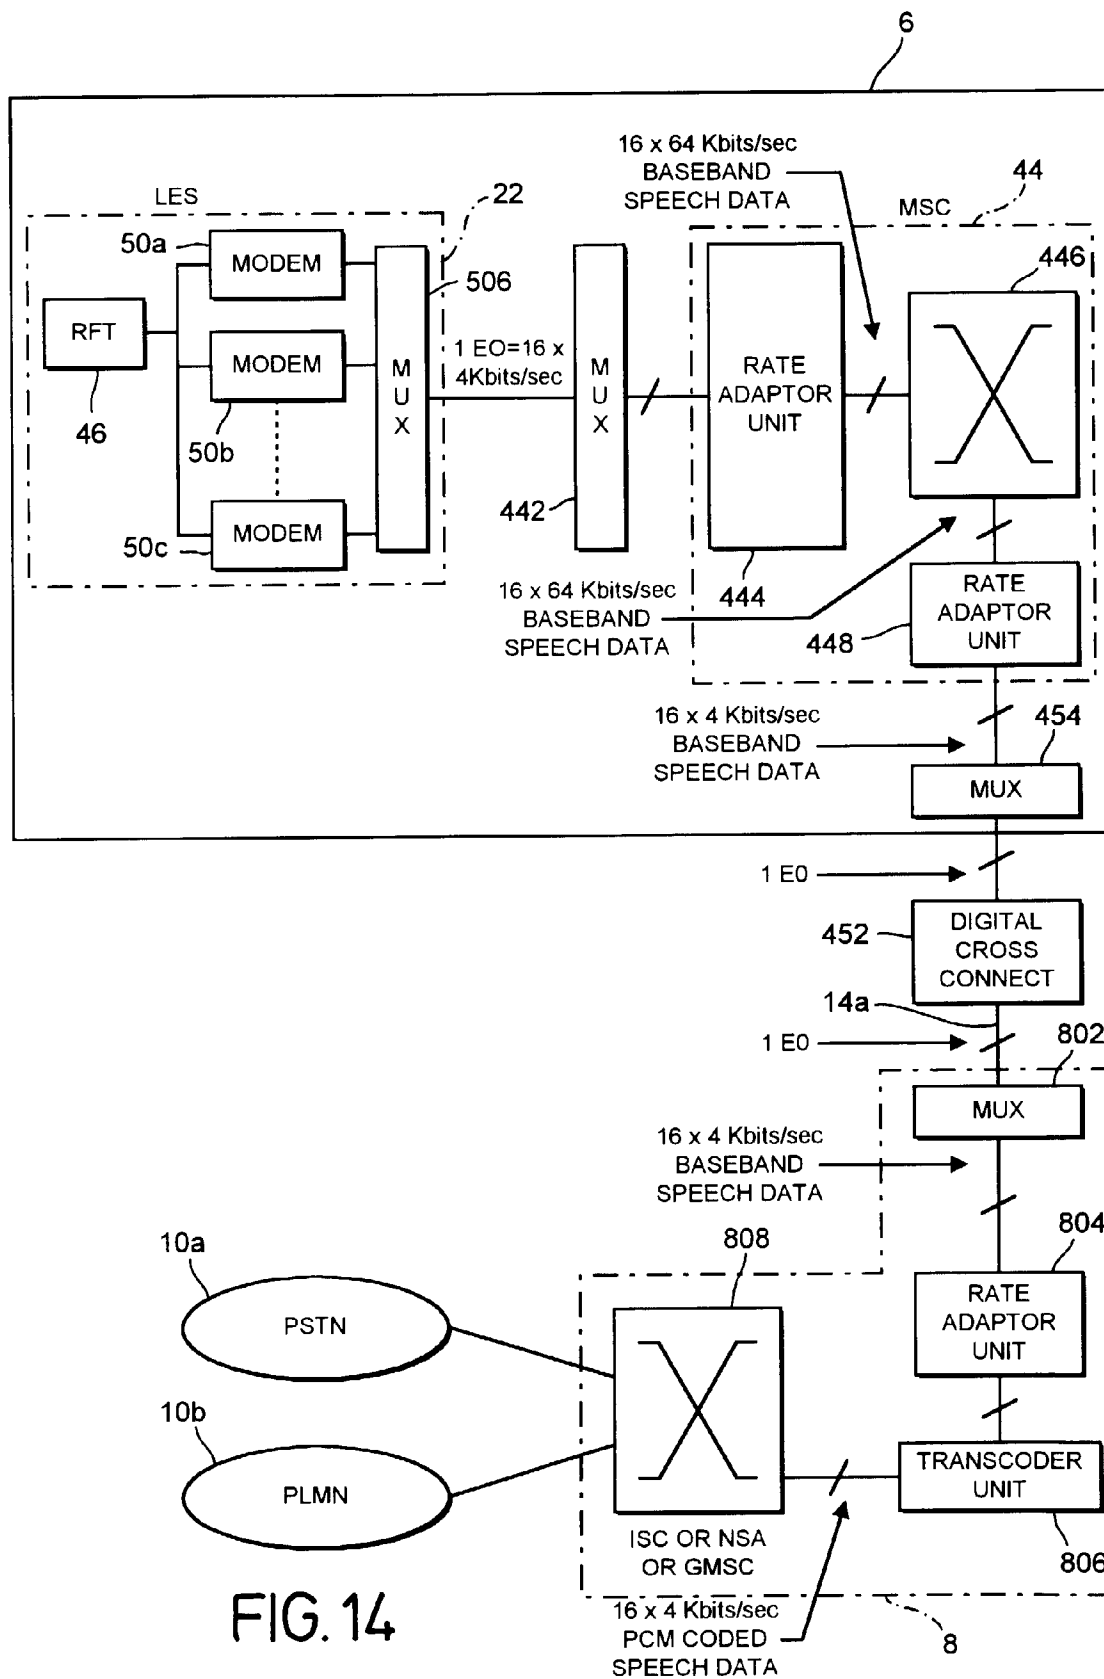 6
16 x 64 Kbits/sec
BASEBAND
SPEECH DATA
44
LES
22
MSC
50a
MODEM
506
446
RFT
MODEM
1 EO=16 x
4Kbits/sec
MUX
MUX
RATE
ADAPTOR
UNIT
46
50b
442
50c
MODEM
16 x 64 Kbits/sec
BASEBAND
SPEECH DATA
444
RATE
ADAPTOR
UNIT
448
16 x 4 Kbits/sec
BASEBAND
SPEECH DATA
454
MUX
1 E0
452
DIGITAL
CROSS
CONNECT
14a
1 E0
802
MUX
16 x 4 Kbits/sec
BASEBAND
SPEECH DATA
804
10a
808
RATE
ADAPTOR
UNIT
PSTN
10b
PLMN
TRANSCODER
UNIT
806
ISC OR NSA
OR GMSC
16 x 4 Kbits/sec
PCM CODED
SPEECH DATA
8
FIG. 14